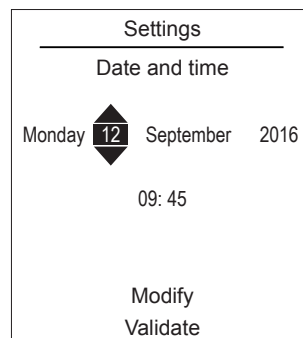 Settings
Date and time
Monday 12 September 2016
09: 45
Modify
Validate